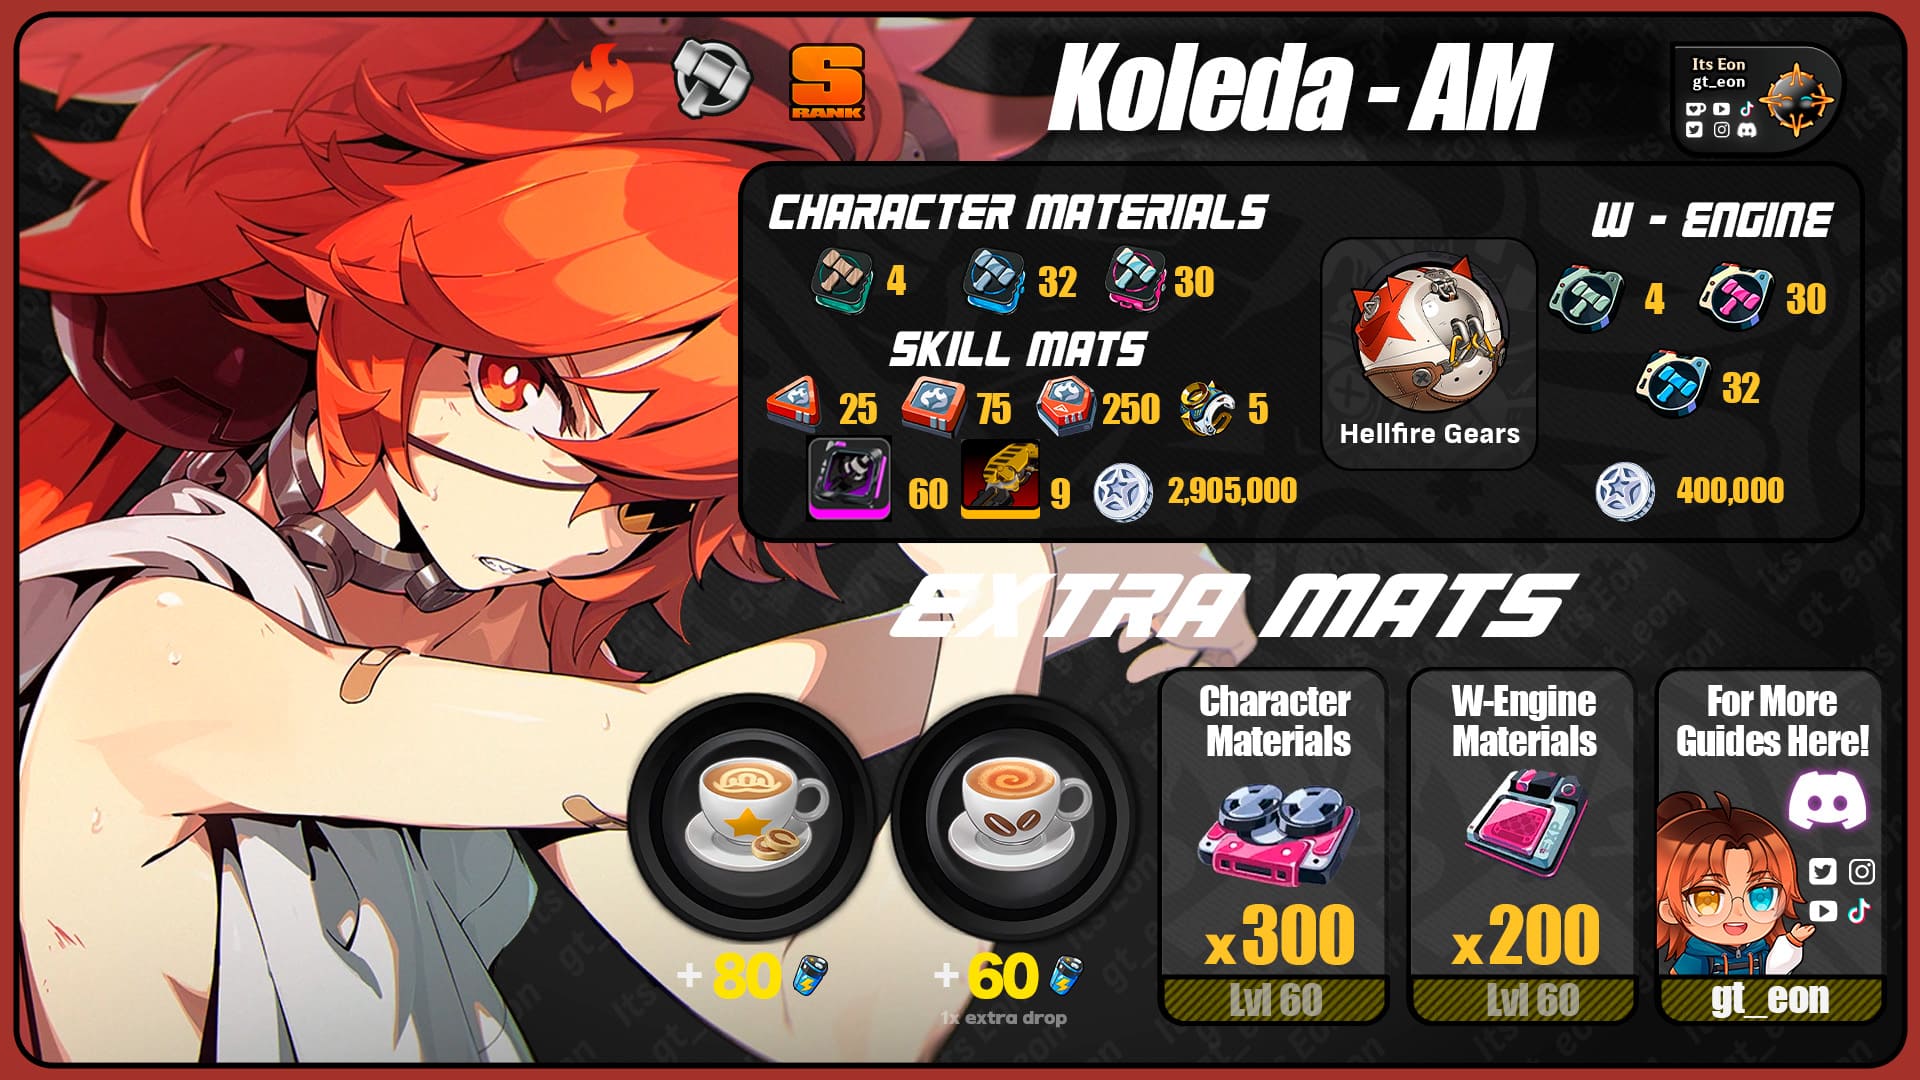 S
RANK
Koleda - AM
Its Eon
gt_eon
CHARACTER MATERIALS
4
32
30
SKILL MATS
25
75
250
5
60
9
2,905,000
Hellfire Gears
W - ENGINE
4
30
32
400,000
EXTRA MATS
+ 80
+ 60
1x extra drop
Character
Materials
x300
Lvl 60
W-Engine
Materials
x200
Lvl 60
For More
Guides Here!
gt_eon